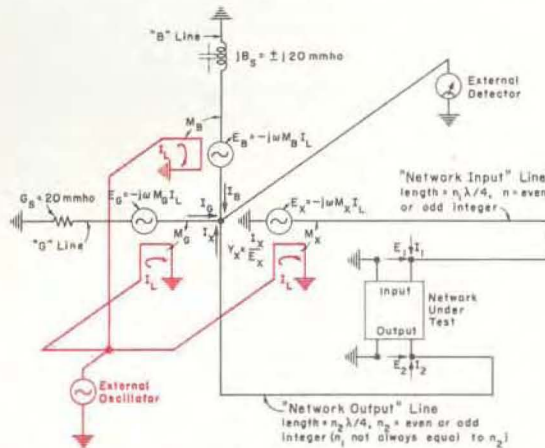 "B" Line
jB_S = ± j20 mmho
External
Detector
M_B
I_L
E_B = -jωM_B I_L
G_S = 20 mmho
E_G = -jωM_G I_L
I_G
I_B
E_X = -jωM_X I_L
"Network Input" Line
length = n_1 λ/4, n = even
or odd integer
"G" Line
M_G
I_X
Y_X = I_X/E_X
M_X
I_L
I_L
E_1
I_1
Input
Output
Network
Under
Test
E_2
I_2
External
Oscillator
"Network Output" Line
length = n_2 λ/4, n_2 = even or odd
integer (n_1 not always equal to n_2)